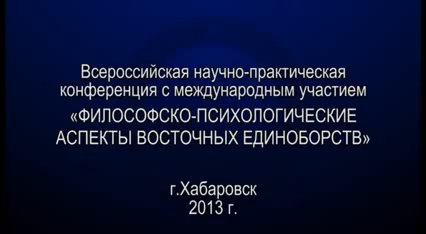 Всероссийская научно-практическая
конференция с международным участием
«ФИЛОСОФСКО-ПСИХОЛОГИЧЕСКИЕ
АСПЕКТЫ ВОСТОЧНЫХ ЕДИНОБОРСТВ»
г.Хабаровск
2013 г.